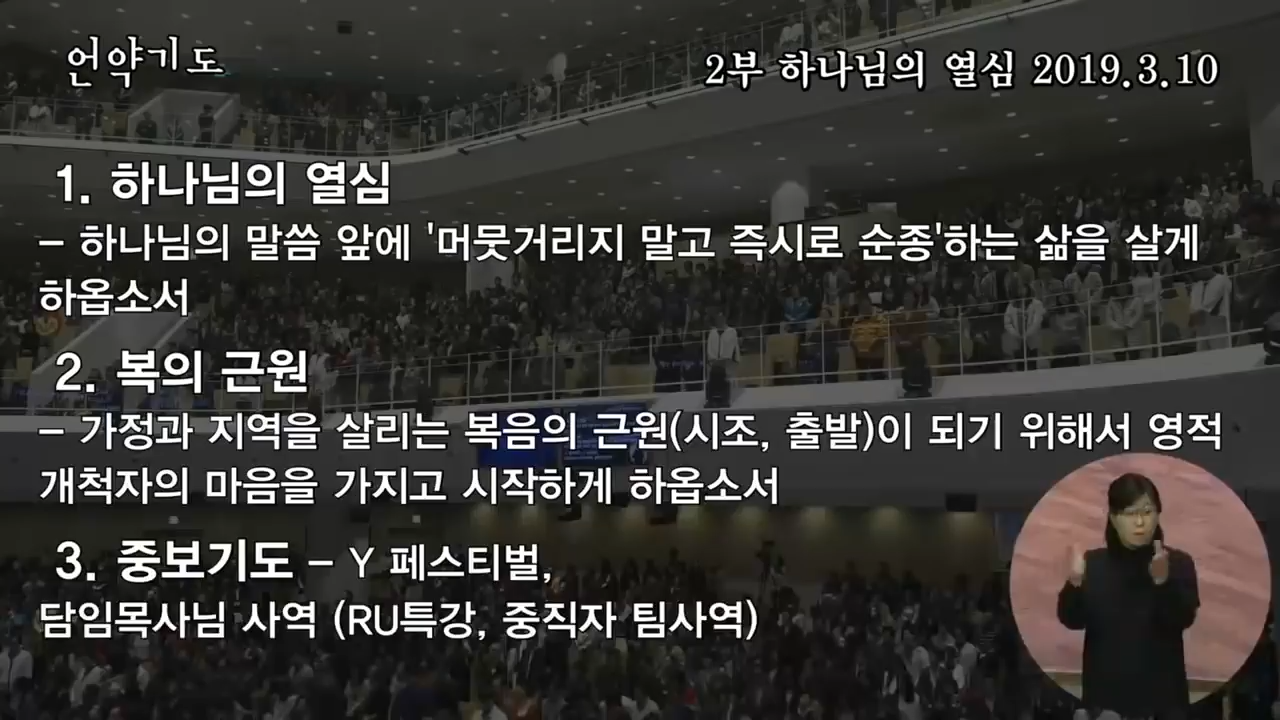 언약기도
2부 하나님의 열심 2019.3.10
1. 하나님의 열심
- 하나님의 말씀 앞에 '머뭇거리지 말고 즉시로 순종'하는 삶을 살게
하옵소서
2. 복의 근원
- 가정과 지역을 살리는 복음의 근원(시조, 출발)이 되기 위해서 영적
개척자의 마음을 가지고 시작하게 하옵소서
3. 중보기도 - Y 페스티벌,
담임목사님 사역 (RU특강, 중직자 팀사역)